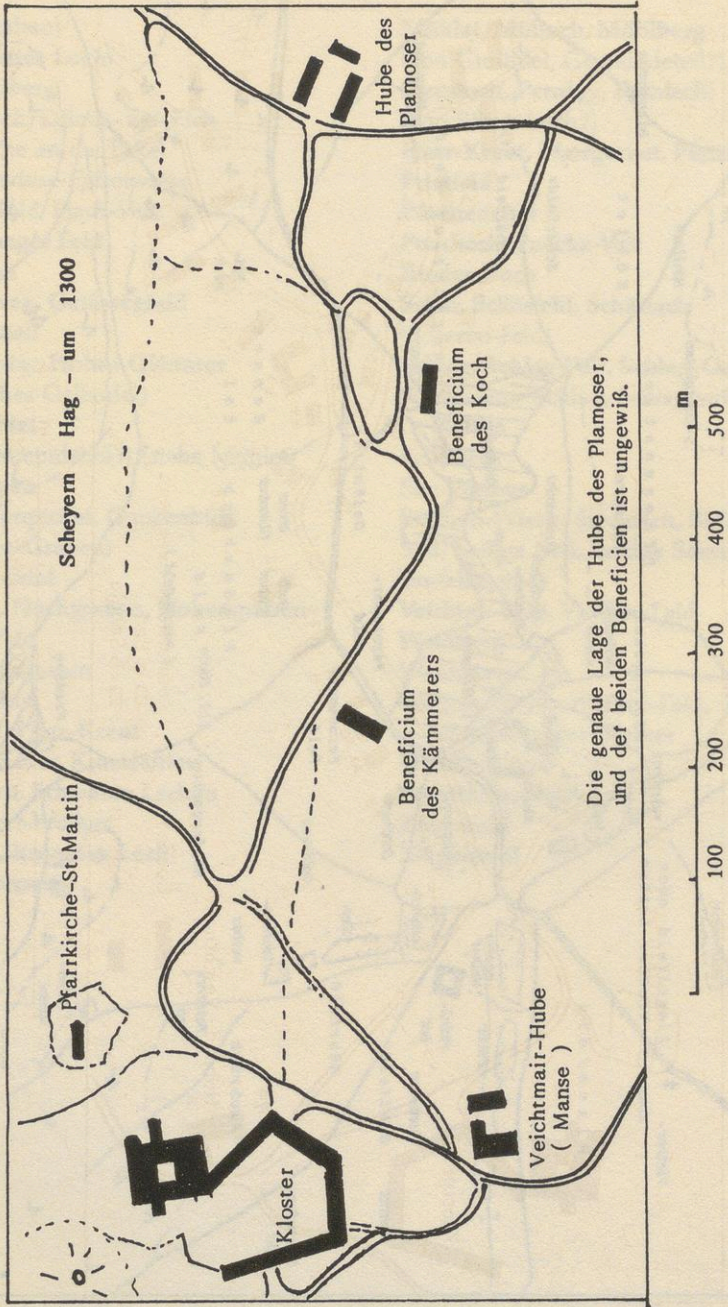 Scheyern Hag – um 1300
Pfarrkirche-St.Martin
Kloster
Veichtmair-Hube
( Manse )
Beneficium
des Kämmerers
Beneficium
des Koch
Hube des
Plamoser
Die genaue Lage der Hube des Plamoser,
und der beiden Beneficien ist ungewiß.
100 200 300 400 500 m